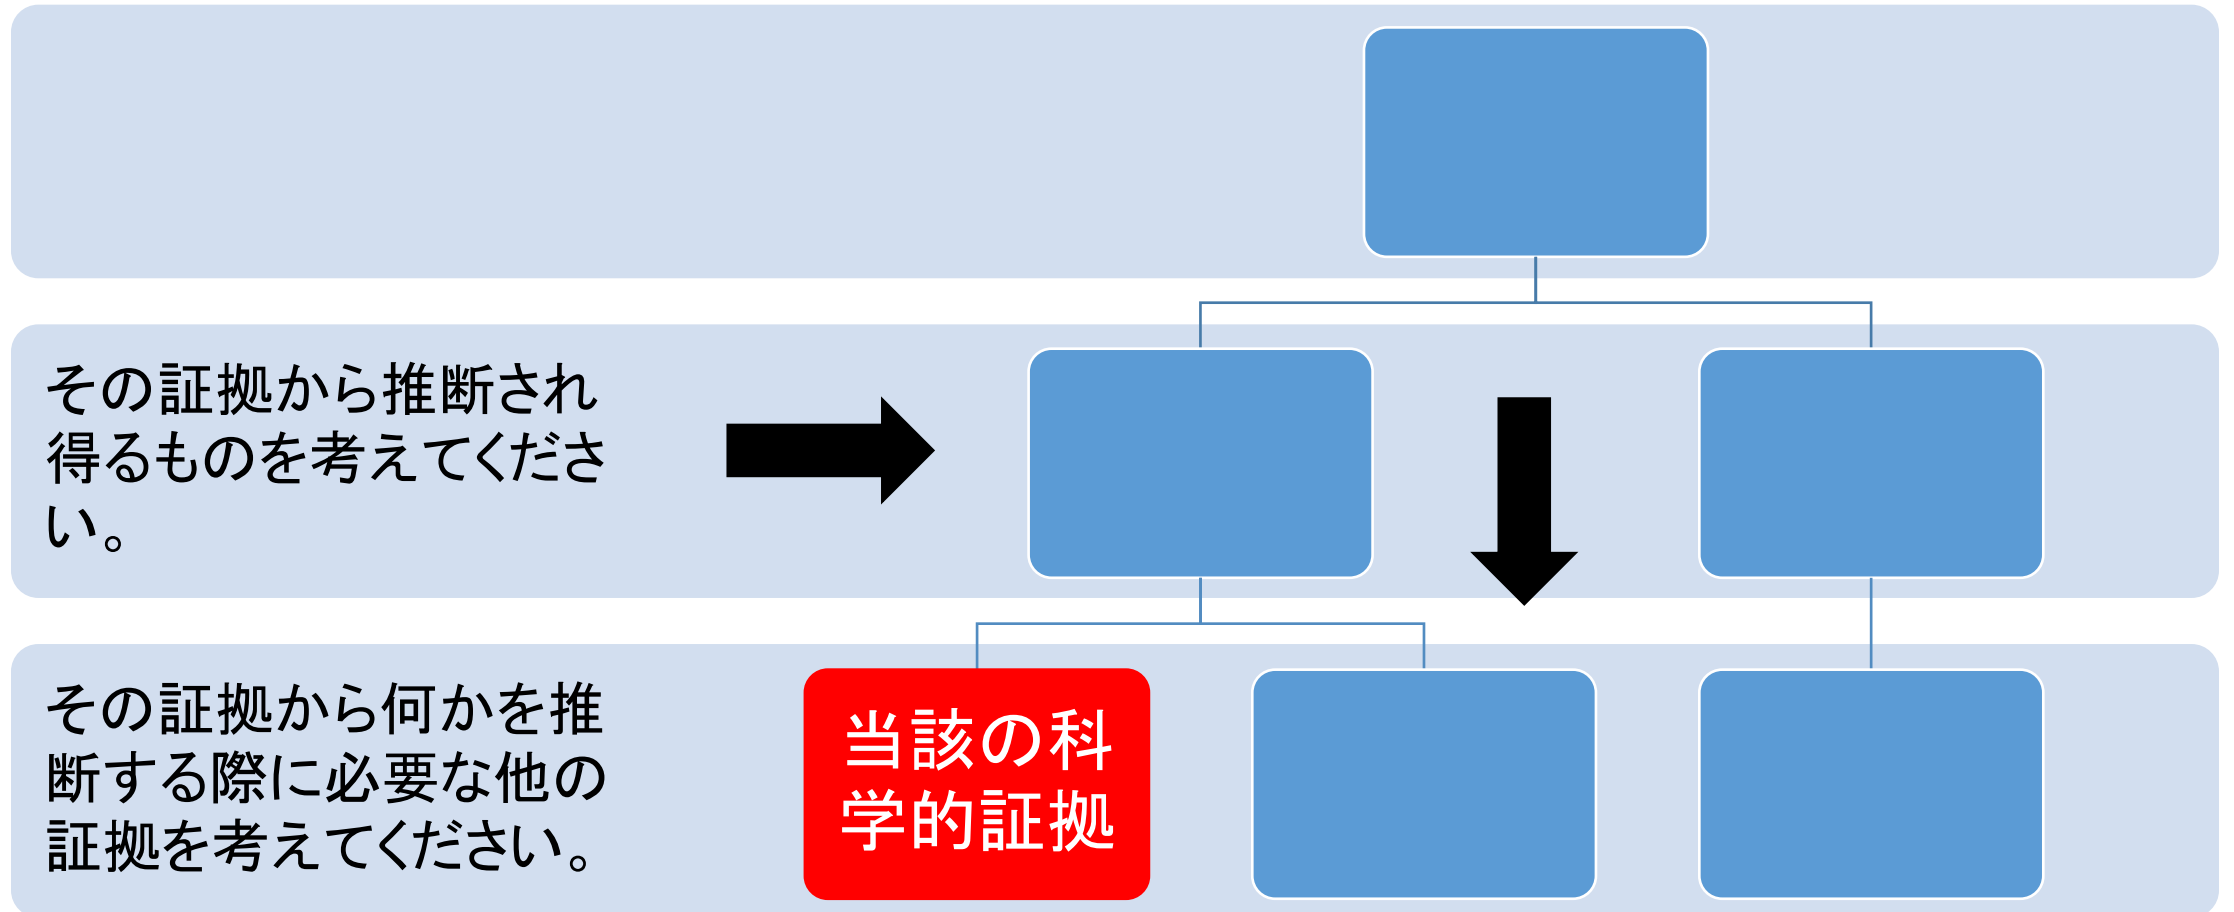 その証拠から推断され
得るものを考えてくださ
い。
その証拠から何かを推
断する際に必要な他の
証拠を考えてください。
当該の科
学的証拠